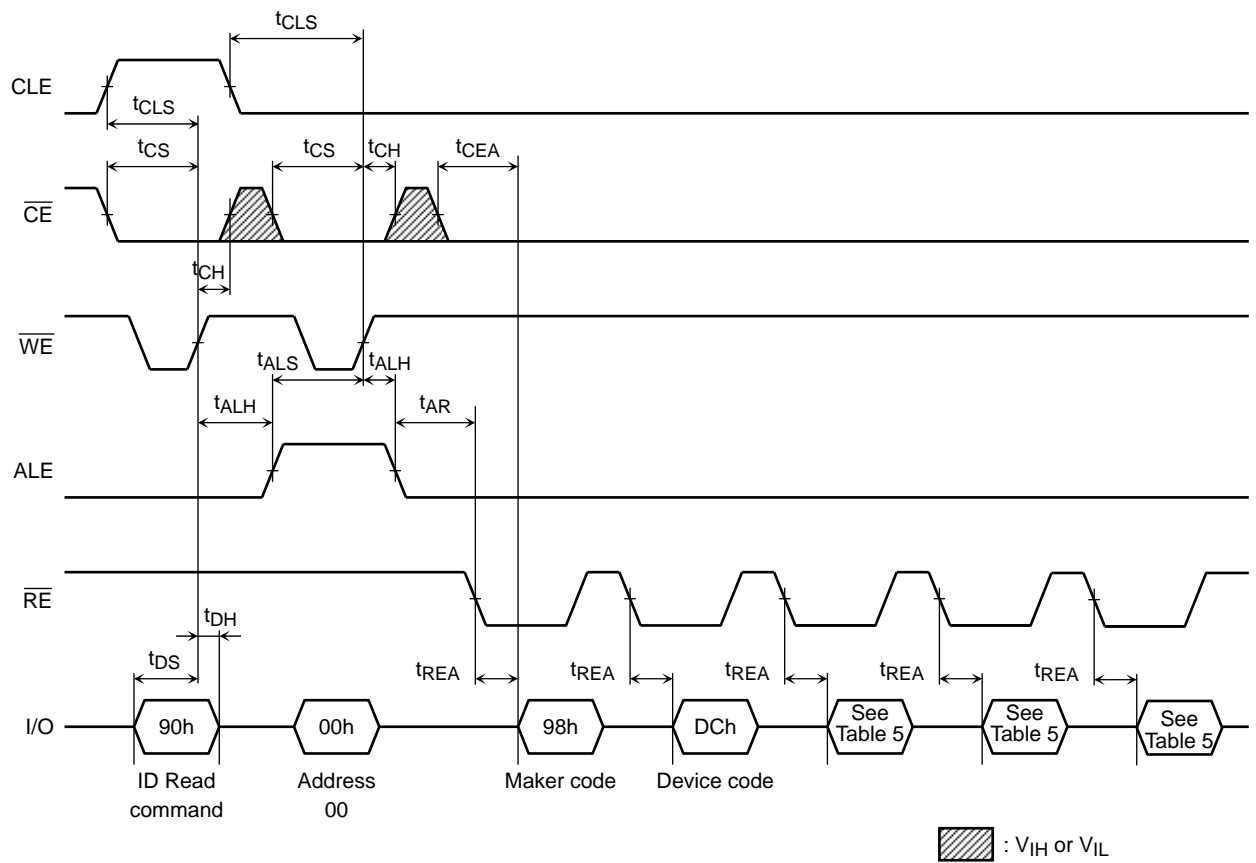 tCLS
CLE
tCLS
tCS
tCS
tCH
tCEA
CE
tCH
WE
tALS
tALH
tALH
tAR
ALE
RE
tDH
tDS
tREA
tREA
tREA
tREA
tREA
I/O
90h
00h
98h
DCh
See
Table 5
See
Table 5
See
Table 5
ID Read
command
Address
00
Maker code
Device code
: VIH or VIL